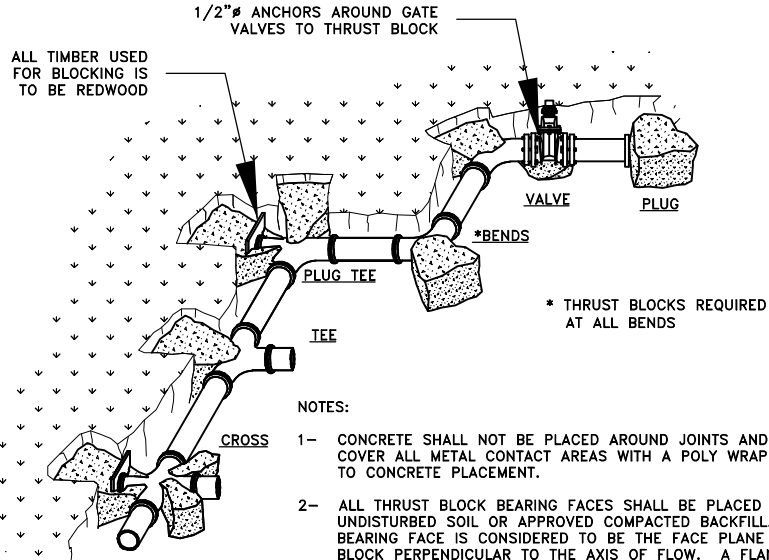 1/2"ø ANCHORS AROUND GATE
VALVES TO THRUST BLOCK
ALL TIMBER USED
FOR BLOCKING IS
TO BE REDWOOD
VALVE
PLUG
*BENDS
PLUG TEE
* THRUST BLOCKS REQUIRED
AT ALL BENDS
TEE
CROSS
NOTES:
1– CONCRETE SHALL NOT BE PLACED AROUND JOINTS AND
COVER ALL METAL CONTACT AREAS WITH A POLY WRAP
TO CONCRETE PLACEMENT.
2– ALL THRUST BLOCK BEARING FACES SHALL BE PLACED
UNDISTURBED SOIL OR APPROVED COMPACTED BACKFILL.
BEARING FACE IS CONSIDERED TO BE THE FACE PLANE
BLOCK PERPENDICULAR TO THE AXIS OF FLOW. A